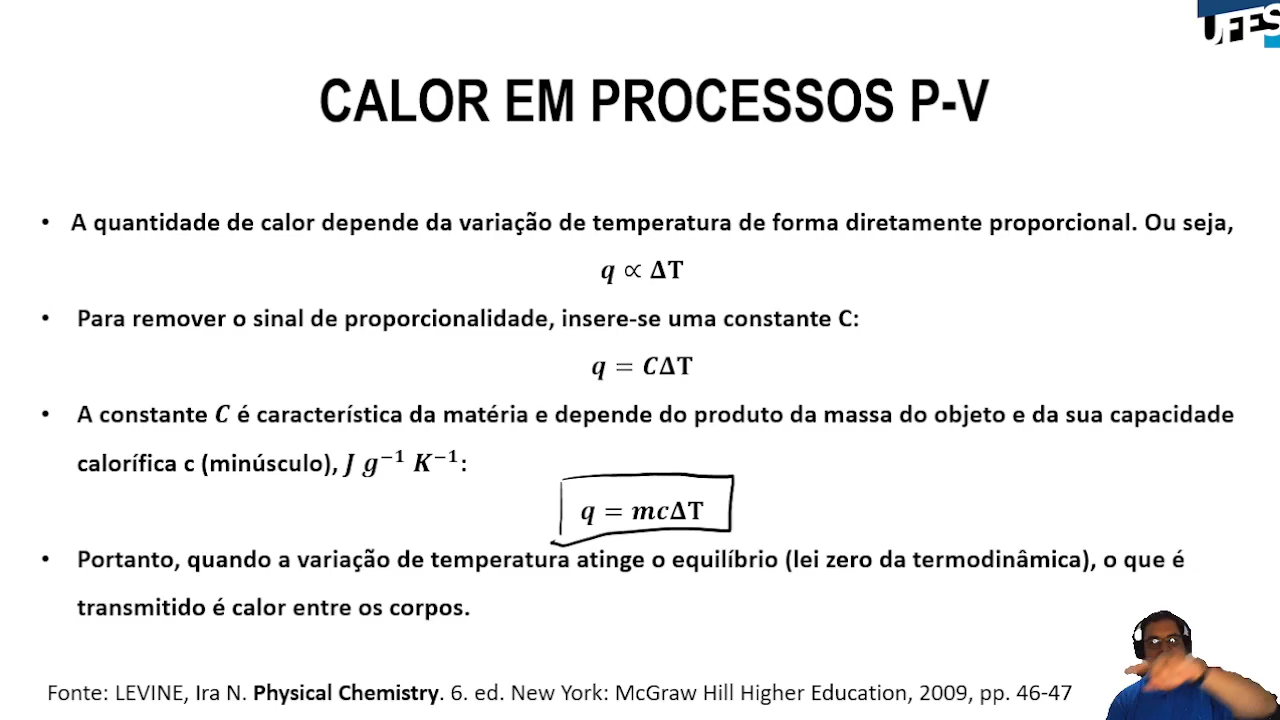 UFES
CALOR EM PROCESSOS P-V
• A quantidade de calor depende da variação de temperatura de forma diretamente proporcional. Ou seja,
q ∝ ΔT
• Para remover o sinal de proporcionalidade, insere-se uma constante C:
q = CΔT
• A constante C é característica da matéria e depende do produto da massa do objeto e da sua capacidade
calorífica c (minúsculo), J g⁻¹ K⁻¹:
q = mcΔT
• Portanto, quando a variação de temperatura atinge o equilíbrio (lei zero da termodinâmica), o que é
transmitido é calor entre os corpos.
Fonte: LEVINE, Ira N. Physical Chemistry. 6. ed. New York: McGraw Hill Higher Education, 2009, pp. 46-47